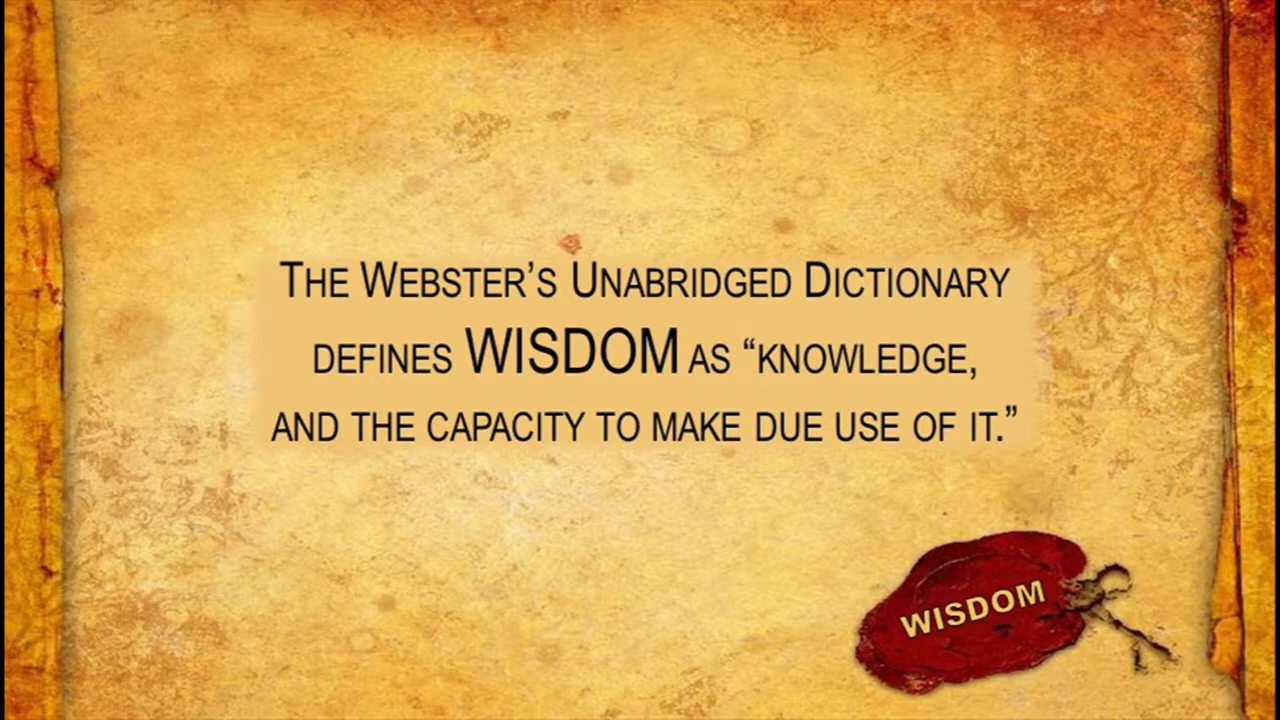 THE WEBSTER'S UNABRIDGED DICTIONARY
DEFINES WISDOM AS “KNOWLEDGE,
AND THE CAPACITY TO MAKE DUE USE OF IT.”
WISDOM